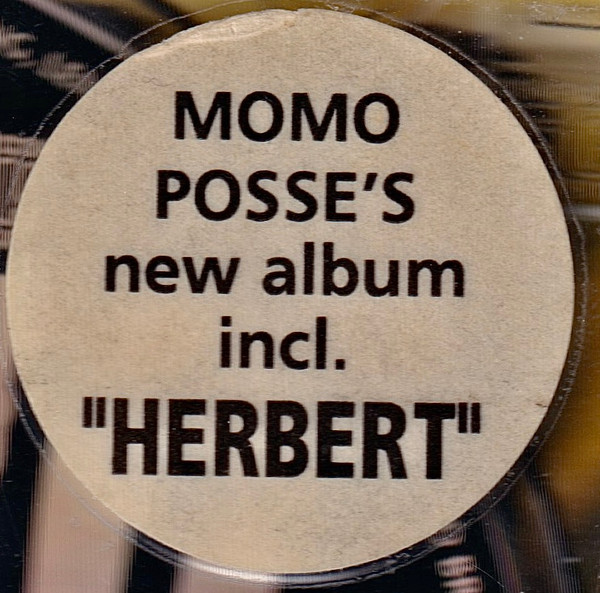 MOMO
POSSE'S
new album
incl.
"HERBERT"